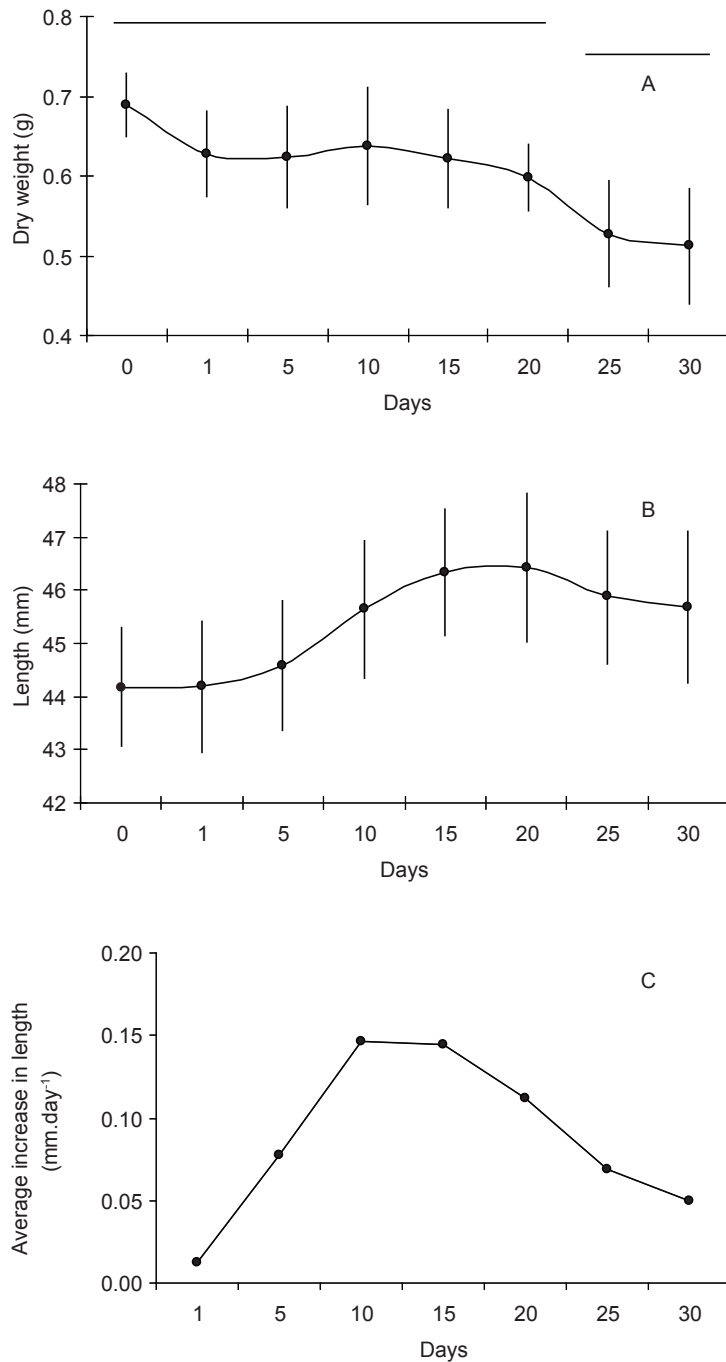 0.8
0.7
0.6
0.5
0.4
Dry weight (g)
A
0 1 5 10 15 20 25 30
Days
48
47
46
45
44
43
42
Length (mm)
B
0 1 5 10 15 20 25 30
Days
0.20
0.15
0.10
0.05
0.00
Average increase in length
(mm.day⁻¹)
C
1 5 10 15 20 25 30
Days